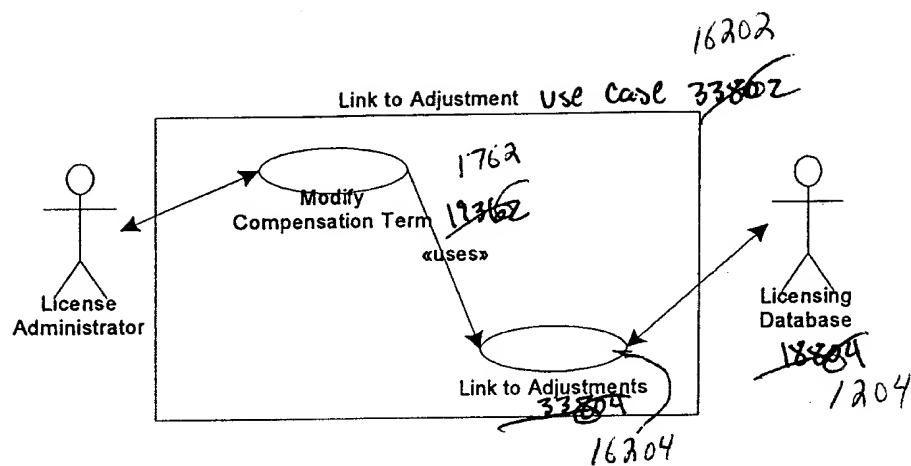 16202
Link to Adjustment use case 33802
1762
Modify
Compensation Term 19362
«uses»
License
Administrator
Licensing
Database
18804
1204
Link to Adjustments
33804
16204